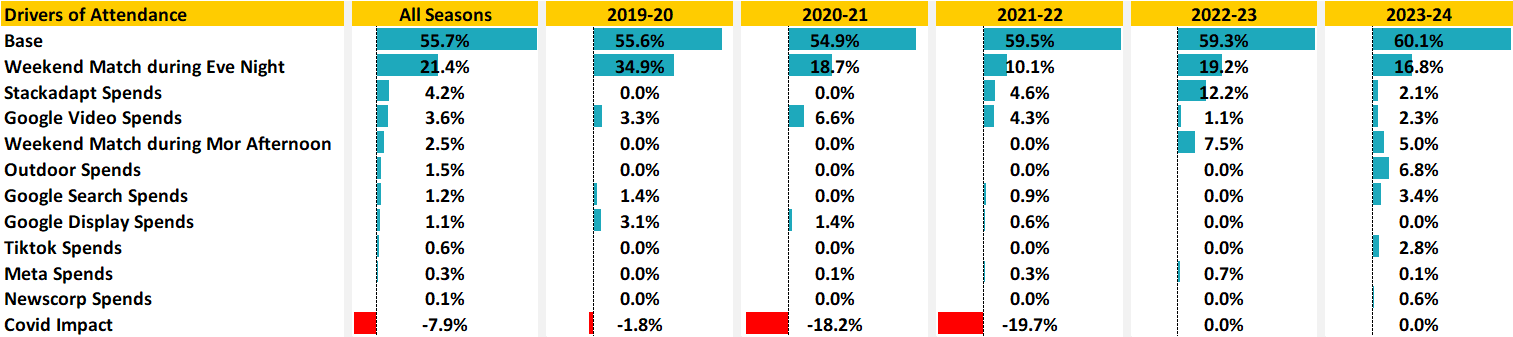 Drivers of Attendance All Seasons 2019-20 2020-21 2021-22 2022-23 2023-24
Base 55.7% 55.6% 54.9% 59.5% 59.3% 60.1%
Weekend Match during Eve Night 21.4% 34.9% 18.7% 10.1% 19.2% 16.8%
Stackadapt Spends 4.2% 0.0% 0.0% 4.6% 12.2% 2.1%
Google Video Spends 3.6% 3.3% 6.6% 4.3% 1.1% 2.3%
Weekend Match during Mor Afternoon 2.5% 0.0% 0.0% 0.0% 7.5% 5.0%
Outdoor Spends 1.5% 0.0% 0.0% 0.0% 0.0% 6.8%
Google Search Spends 1.2% 1.4% 0.0% 0.9% 0.0% 3.4%
Google Display Spends 1.1% 3.1% 1.4% 0.6% 0.0% 0.0%
Tiktok Spends 0.6% 0.0% 0.0% 0.0% 0.0% 2.8%
Meta Spends 0.3% 0.0% 0.1% 0.3% 0.7% 0.1%
Newscorp Spends 0.1% 0.0% 0.0% 0.0% 0.0% 0.6%
Covid Impact -7.9% -1.8% -18.2% -19.7% 0.0% 0.0%